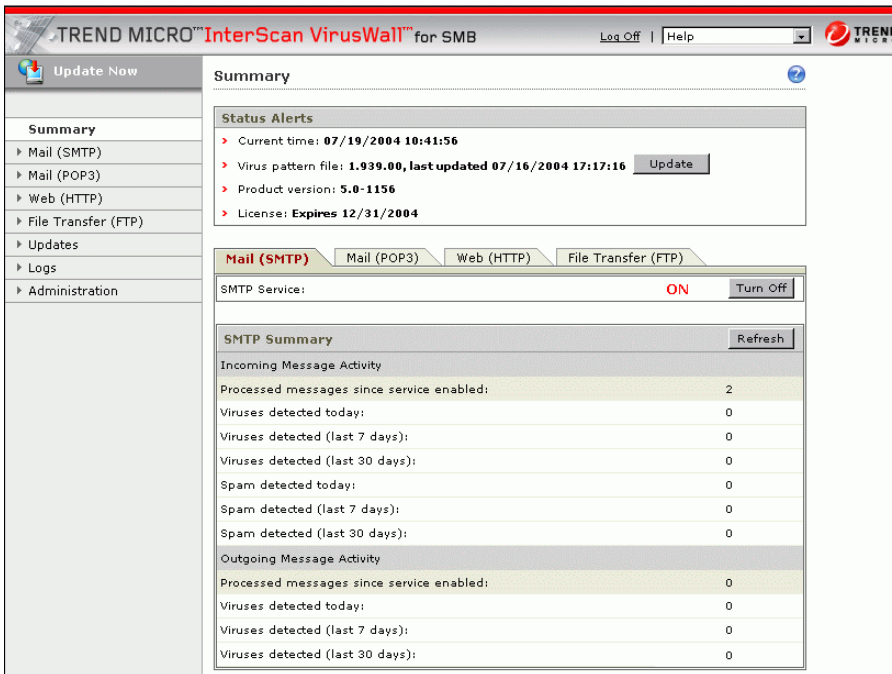 TREND MICRO™ InterScan VirusWall™ for SMB
Log Off | Help
TREND
MICRO
Update Now
Summary
Mail (SMTP)
Mail (POP3)
Web (HTTP)
File Transfer (FTP)
Updates
Logs
Administration
Summary
?
Status Alerts
Current time: 07/19/2004 10:41:56
Virus pattern file: 1.939.00, last updated 07/16/2004 17:17:16 Update
Product version: 5.0-1156
License: Expires 12/31/2004
Mail (SMTP) Mail (POP3) Web (HTTP) File Transfer (FTP)
SMTP Service: ON Turn Off
SMTP Summary Refresh
Incoming Message Activity
Processed messages since service enabled: 2
Viruses detected today: 0
Viruses detected (last 7 days): 0
Viruses detected (last 30 days): 0
Spam detected today: 0
Spam detected (last 7 days): 0
Spam detected (last 30 days): 0
Outgoing Message Activity
Processed messages since service enabled: 0
Viruses detected today: 0
Viruses detected (last 7 days): 0
Viruses detected (last 30 days): 0